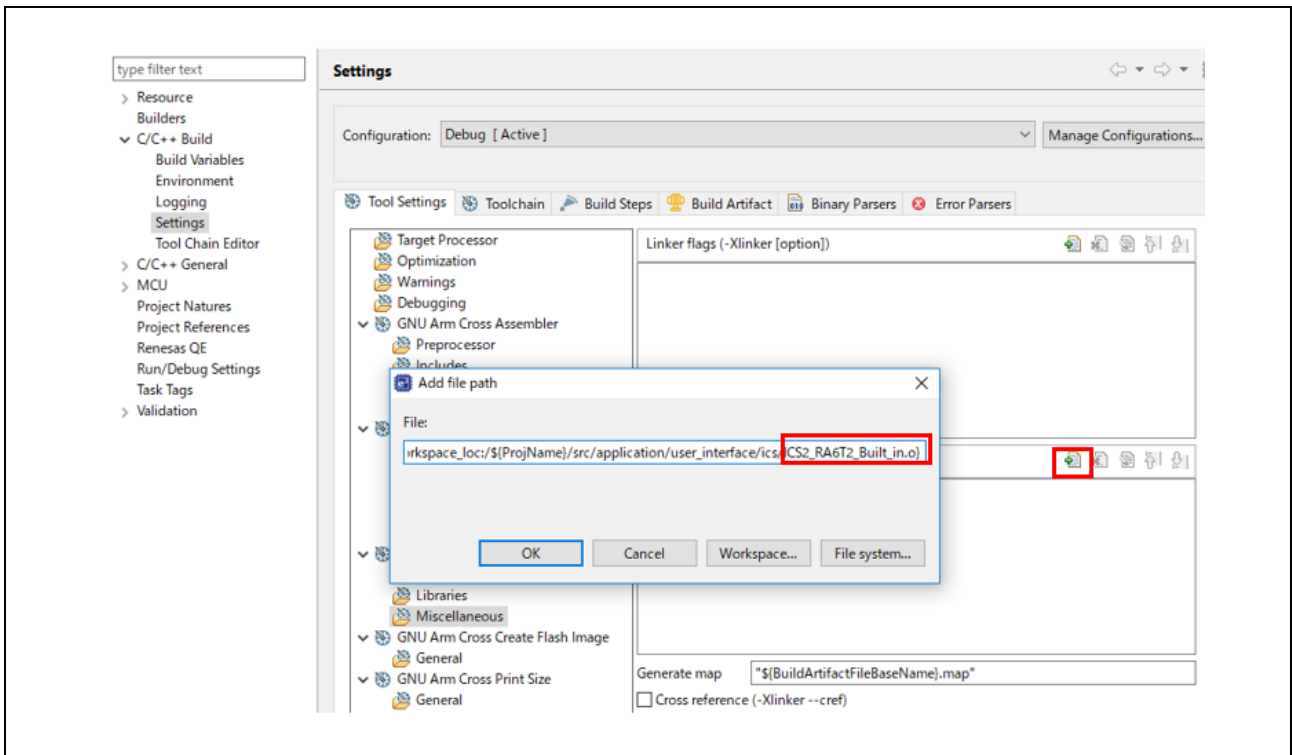 type filter text
Resource
Builders
C/C++ Build
Build Variables
Environment
Logging
Settings
Tool Chain Editor
C/C++ General
MCU
Project Natures
Project References
Renesas QE
Run/Debug Settings
Task Tags
Validation
Settings
Configuration: Debug [ Active ]
Manage Configurations...
Tool Settings Toolchain Build Steps Build Artifact Binary Parsers Error Parsers
Target Processor
Optimization
Warnings
Debugging
GNU Arm Cross Assembler
Preprocessor
Includes
Linker flags (-Xlinker [option])
Add file path
File:
rkspace_loc:/${ProjName}/src/application/user_interface/ics/ICS2_RA6T2_Built_in.o}
OK Cancel Workspace... File system...
Libraries
Miscellaneous
GNU Arm Cross Create Flash Image
General
GNU Arm Cross Print Size
General
Generate map "${BuildArtifactFileBaseName}.map"
Cross reference (-Xlinker --cref)